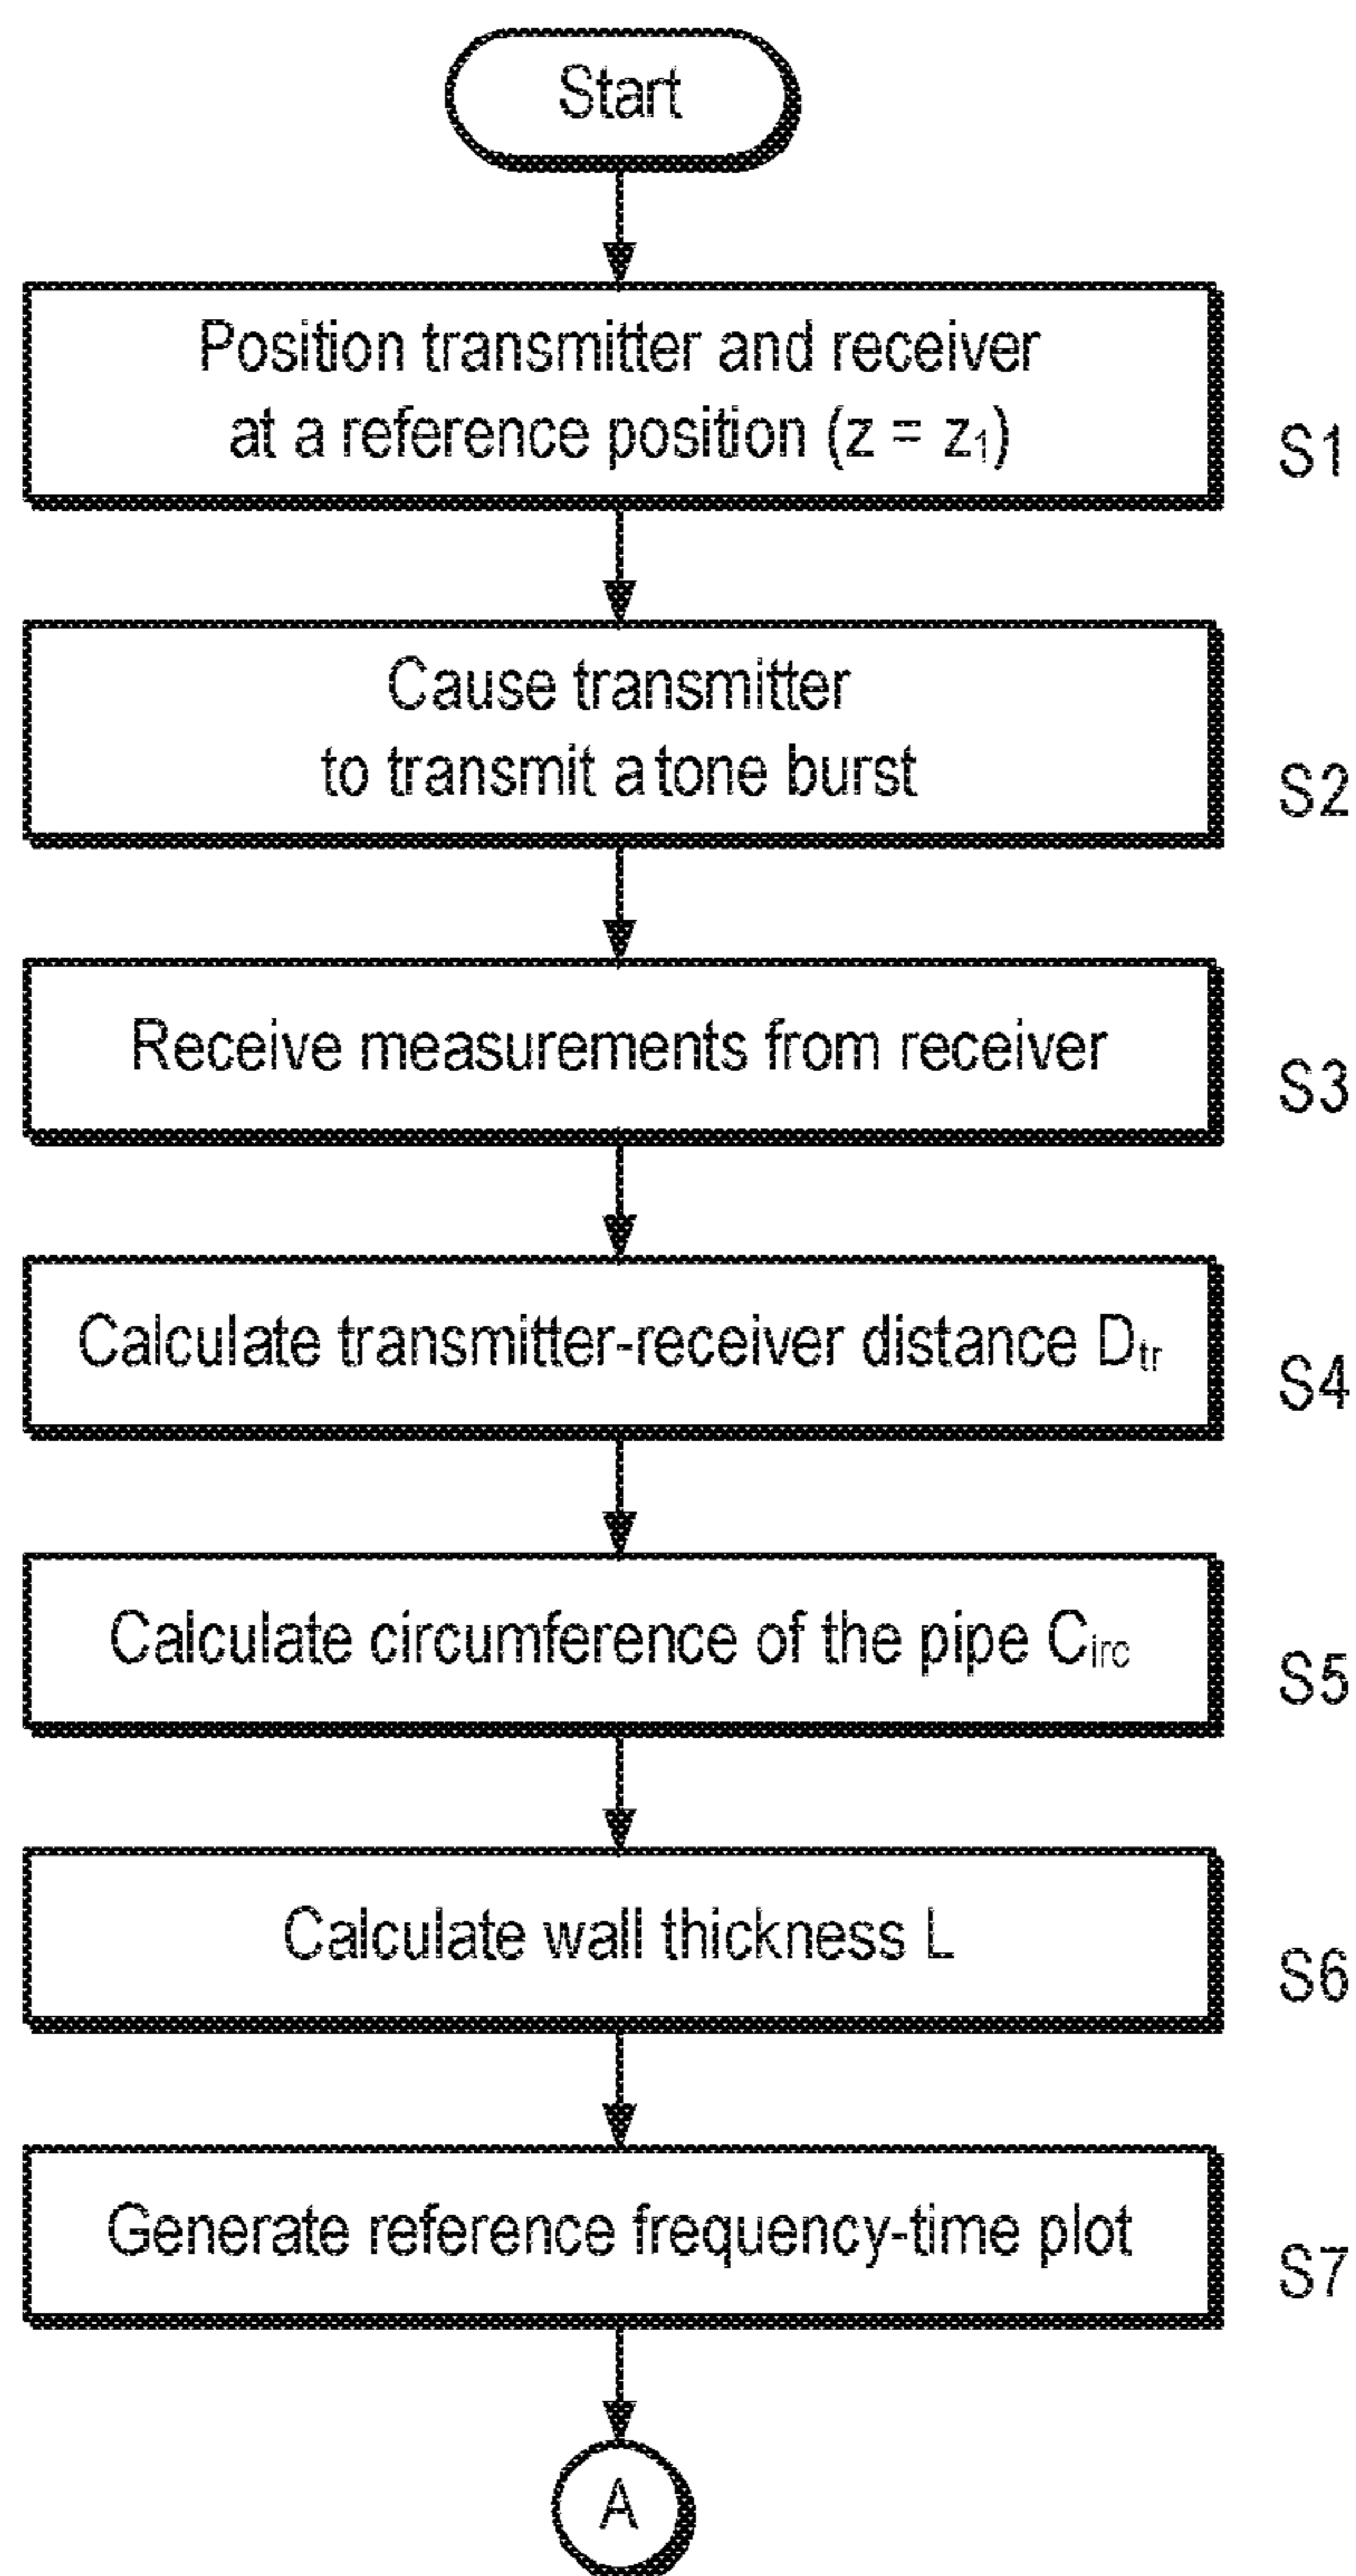 Start
Position transmitter and receiver
at a reference position (z = z₁)
S1
Cause transmitter
to transmit a tone burst
S2
Receive measurements from receiver
S3
Calculate transmitter-receiver distance Dtr
S4
Calculate circumference of the pipe Circ
S5
Calculate wall thickness L
S6
Generate reference frequency-time plot
S7
A